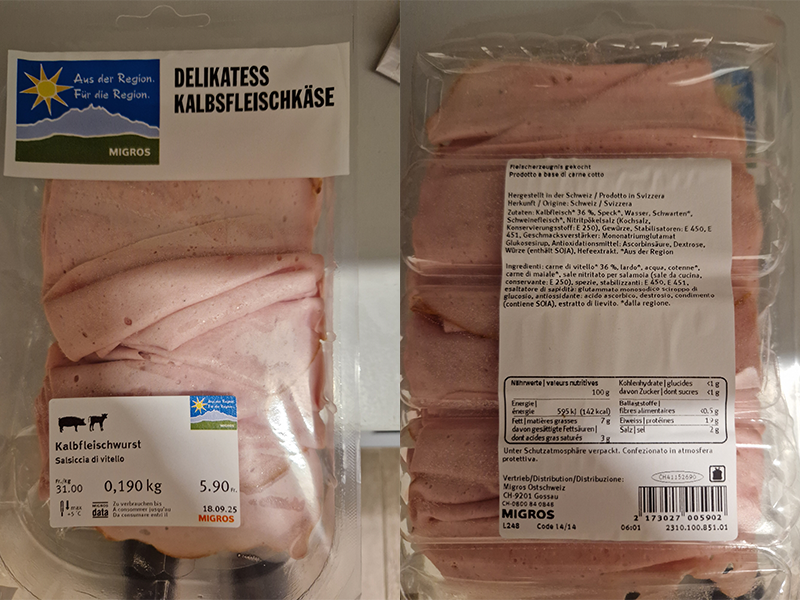 Aus der Region.
Für die Region.
MIGROS
DELIKATESS
KALBSFLEISCHKÄSE
Kalbfleischwurst
Salsiccia di vitello
Fr./kg
31.00
0,190 kg
5.90 Fr.
max
+5°C
MIGROS
data
Zu verbrauchen bis
A consommer jusqu'au
Da consumare entro il
18.09.25
MIGROS
Fleischerzeugnis gekocht
Prodotto a base di carne cotto
Hergestellt in der Schweiz / Prodotto in Svizzera
Herkunft / Origine: Schweiz / Svizzera
Zutaten: Kalbfleisch* 36 %, Speck*, Wasser, Schwarten*,
Schweinefleisch*, Nitritpökelsalz (Kochsalz,
Konservierungsstoff: E 250), Gewürze, Stabilisatoren: E 450, E
451, Geschmacksverstärker: Mononatriumglutamat
Glukosesirup, Antioxidationsmittel: Ascorbinsäure, Dextrose,
Würze (enthält SOJA), Hefeextrakt. *Aus der Region
Ingredienti: carne di vitello* 36 %, lardo*, acqua, cotenne*,
carne di maiale*, sale nitritato per salamoia (sale da cucina,
conservante: E 250), spezie, stabilizzanti: E 450, E 451,
esaltatore di sapidità: glutammato monosodico sciroppo di
glucosio, antiossidante: acido ascorbico, destrosio, condimento
(contiene SOIA), estratto di lievito. *dalla regione.
Nährwerte | valeurs nutritives
100 g
Energie |
énergie 595 kJ (142 kcal)
Fett | matières grasses 7 g
davon gesättigte Fettsäuren |
dont acides gras saturés 3 g
Kohlenhydrate | glucides <1 g
davon Zucker | dont sucres <1 g
Ballaststoffe |
fibres alimentaires <0.5 g
Eiweiss | protéines 19 g
Salz | sel 2 g
Unter Schutzatmosphäre verpackt. Confezionato in atmosfera
protettiva.
Vertrieb/Distribution/Distribuzione:
Migros Ostschweiz
CH-9201 Gossau
CH-0800 84 0848
MIGROS
L248 Code 14/14
CH41152690
2 173027 005902
06:01 2310.100.851.01